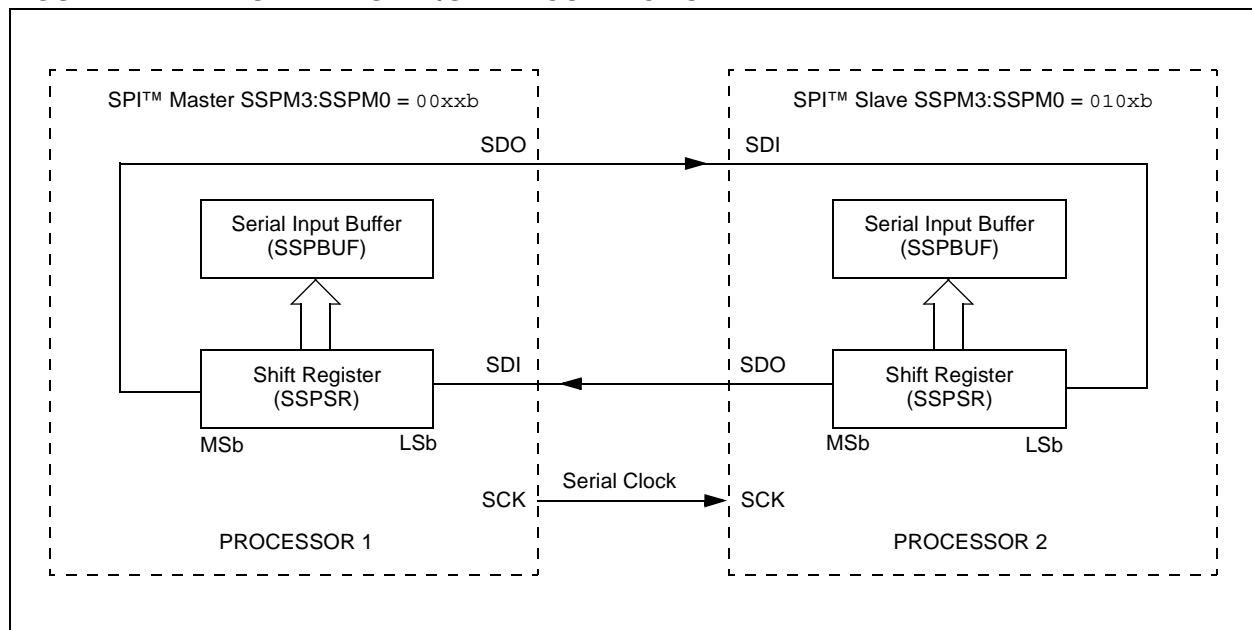 SPI™ Master SSPM3:SSPM0 = 00xxb
SPI™ Slave SSPM3:SSPM0 = 010xb
SDO
SDI
Serial Input Buffer
(SSPBUF)
Serial Input Buffer
(SSPBUF)
SDI
SDO
Shift Register
(SSPSR)
Shift Register
(SSPSR)
MSb
LSb
MSb
LSb
Serial Clock
SCK
SCK
PROCESSOR 1
PROCESSOR 2